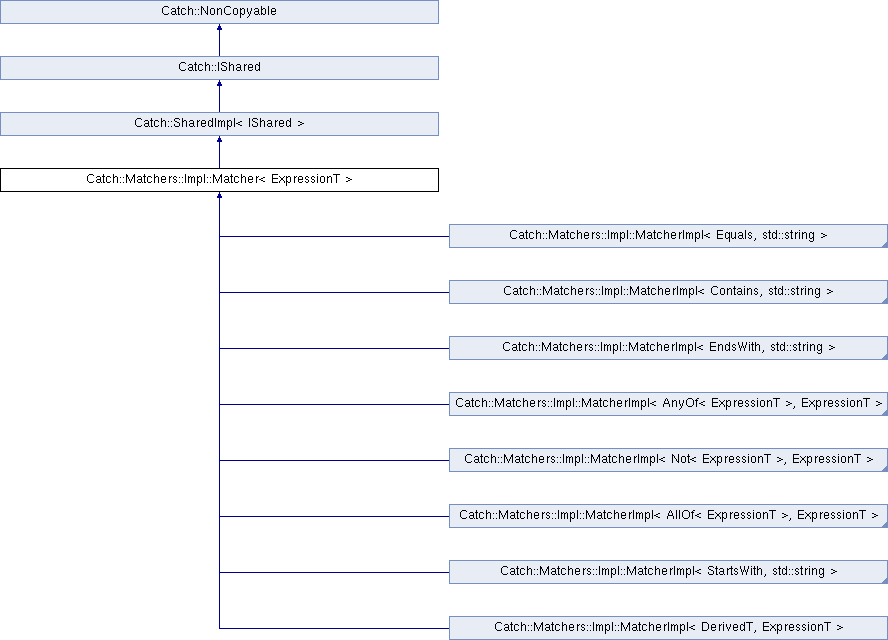 Catch::NonCopyable
Catch::IShared
Catch::SharedImpl< IShared >
Catch::Matchers::Impl::Matcher< ExpressionT >
Catch::Matchers::Impl::MatcherImpl< Equals, std::string >
Catch::Matchers::Impl::MatcherImpl< Contains, std::string >
Catch::Matchers::Impl::MatcherImpl< EndsWith, std::string >
Catch::Matchers::Impl::MatcherImpl< AnyOf< ExpressionT >, ExpressionT >
Catch::Matchers::Impl::MatcherImpl< Not< ExpressionT >, ExpressionT >
Catch::Matchers::Impl::MatcherImpl< AllOf< ExpressionT >, ExpressionT >
Catch::Matchers::Impl::MatcherImpl< StartsWith, std::string >
Catch::Matchers::Impl::MatcherImpl< DerivedT, ExpressionT >